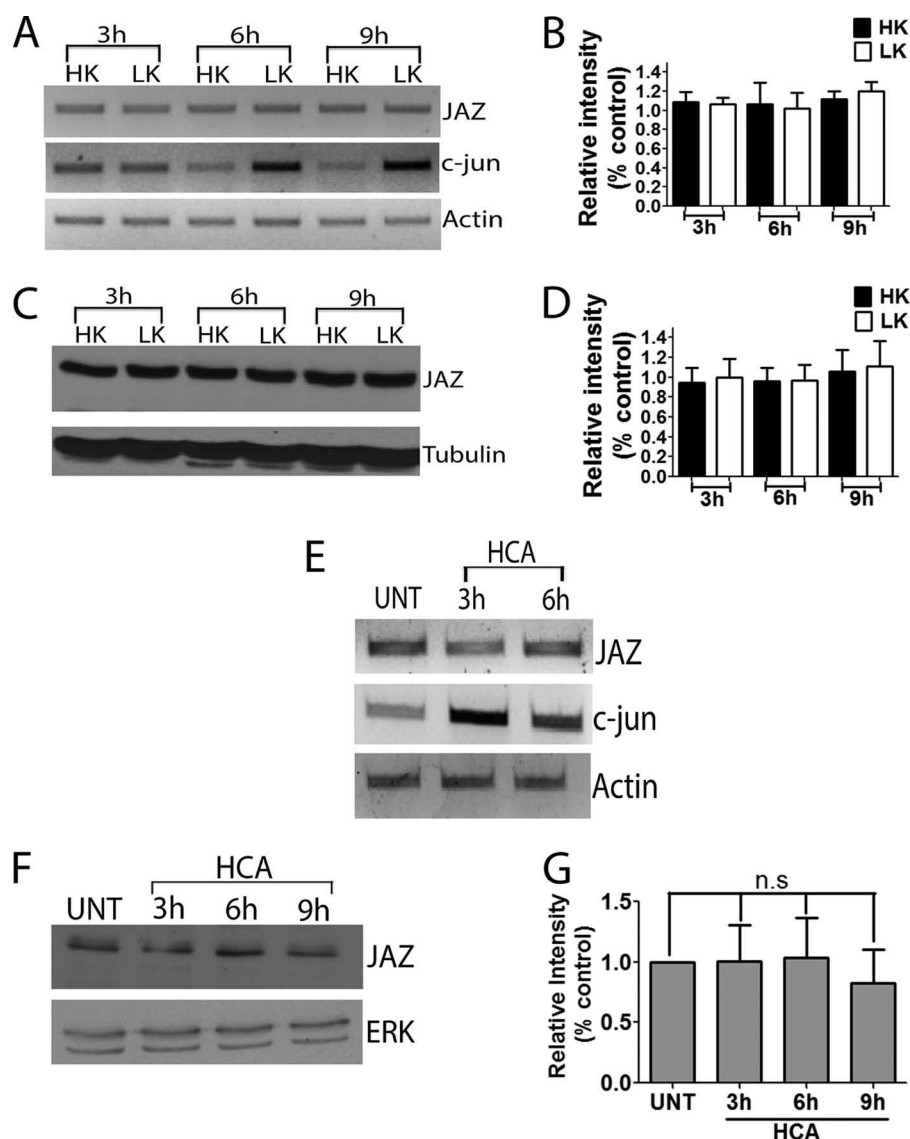 A
3h 6h 9h
HK LK HK LK HK LK
JAZ
c-jun
Actin
B
HK
LK
Relative intensity
(% control)
1.4
1.2
1.0
0.8
0.6
0.4
0.2
0.0
3h 6h 9h
C
3h 6h 9h
HK LK HK LK HK LK
JAZ
Tubulin
D
HK
LK
Relative intensity
(% control)
1.4
1.2
1.0
0.8
0.6
0.4
0.2
0.0
3h 6h 9h
E
HCA
UNT 3h 6h
JAZ
c-jun
Actin
F
HCA
UNT 3h 6h 9h
JAZ
ERK
G
n.s
Relative Intensity
(% control)
1.5
1.0
0.5
0.0
UNT 3h 6h 9h
HCA